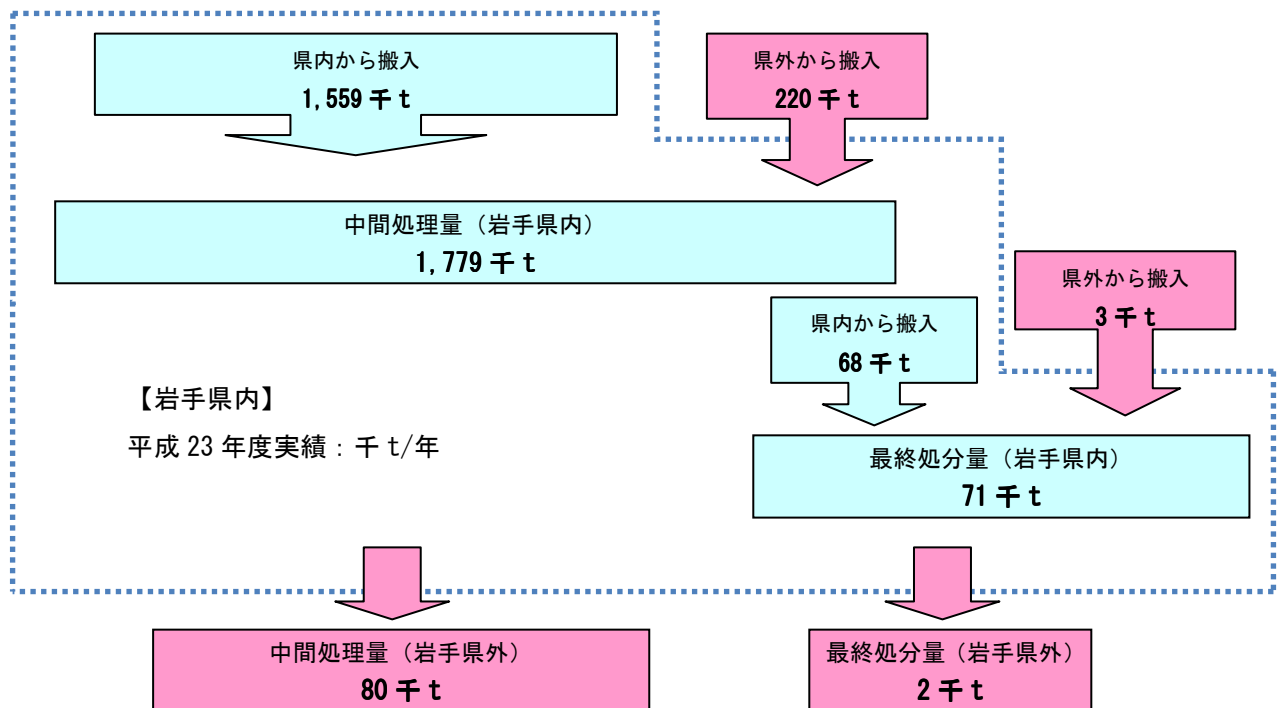 県内から搬入
1,559 千 t
県外から搬入
220 千 t
中間処理量（岩手県内）
1,779 千 t
県外から搬入
3 千 t
県内から搬入
68 千 t
【岩手県内】
平成 23 年度実績：千 t/年
最終処分量（岩手県内）
71 千 t
中間処理量（岩手県外）
80 千 t
最終処分量（岩手県外）
2 千 t